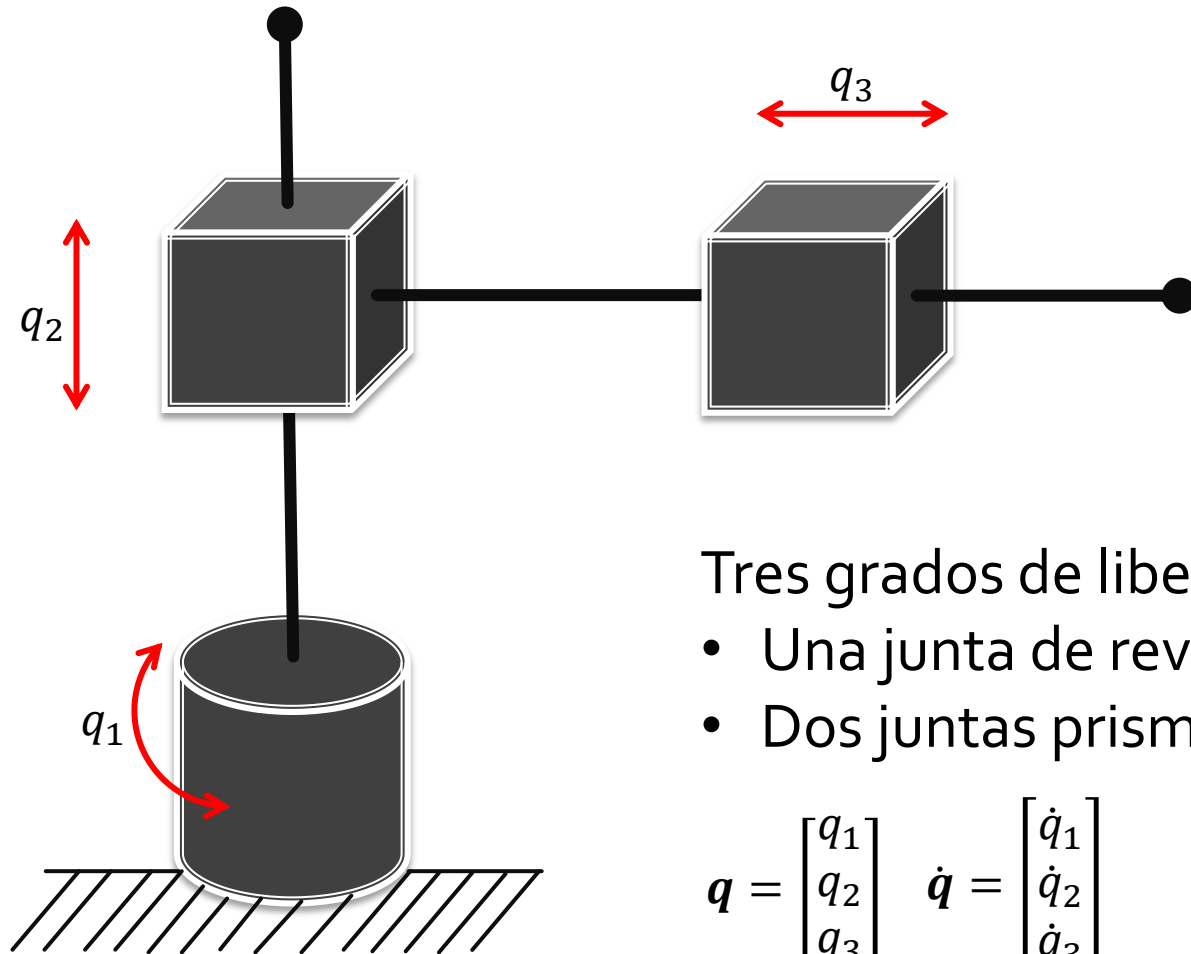 q₃
q₂
q₁
Tres grados de libe
• Una junta de rev
• Dos juntas prism
q = [q₁ q₂ q₃] q̇ = [q̇₁ q̇₂ q̇₃]